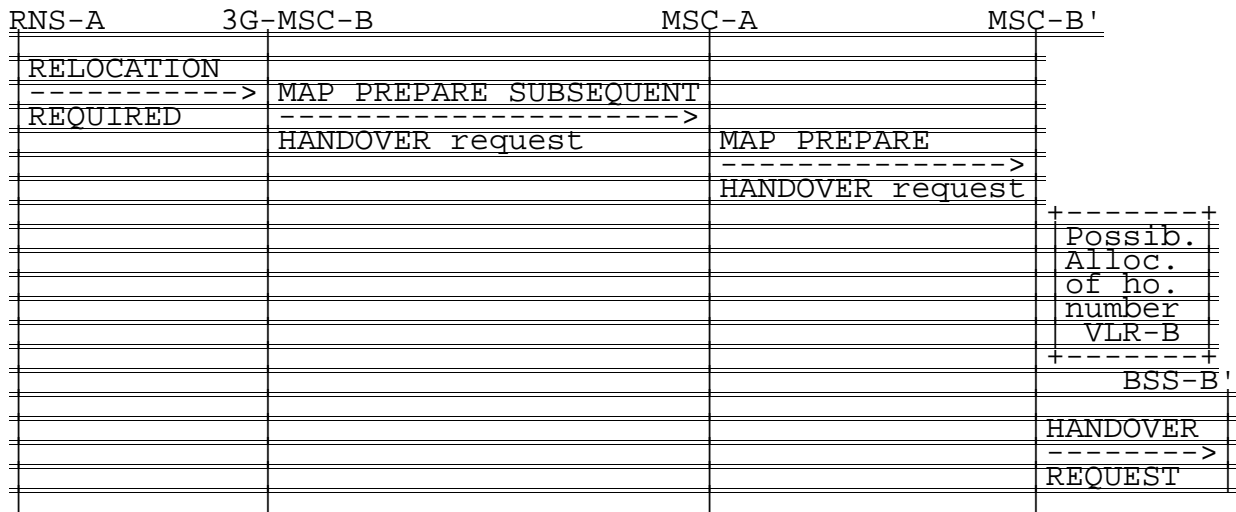 RNS-A 3G-MSC-B MSC-A MSC-B'
RELOCATION
-----------> MAP PREPARE SUBSEQUENT
REQUIRED --------------------->
HANDOVER request MAP PREPARE
--------------->
HANDOVER request
+-------+
|Possib.|
|Alloc. |
|of ho. |
|number |
| VLR-B |
+-------+
BSS-B'
HANDOVER
-------->
REQUEST